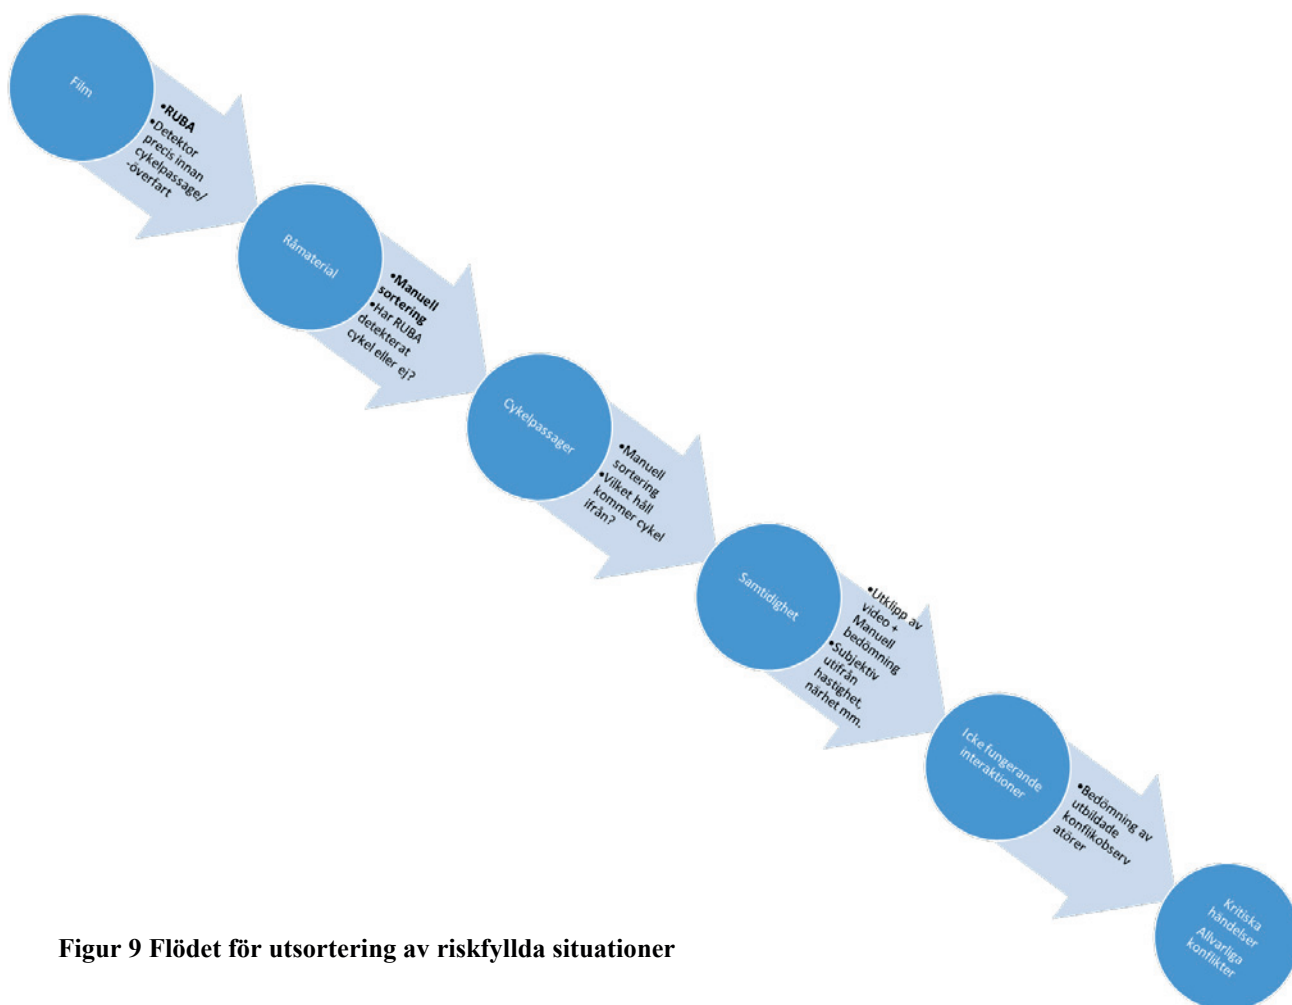 Film
•RUBA
•Detektor
precis innan
cykelpassage/
-överfart
Råmaterial
•Manuell
sortering
•Har RUBA
detekterat
cykel eller ej?
Cykelpassager
•Manuell
sortering
•Vilket håll
kommer cykel
ifrån?
Samtidighet
•Utklipp av
video +
Manuell
bedömning
•Subjektiv
utifrån
hastighet,
närhet mm.
Icke fungerande
interaktioner
•Bedömning av
utbildade
konflikobserv
atörer
Kritiska
händelser
Allvarliga
konflikter
Figur 9 Flödet för utsortering av riskfyllda situationer